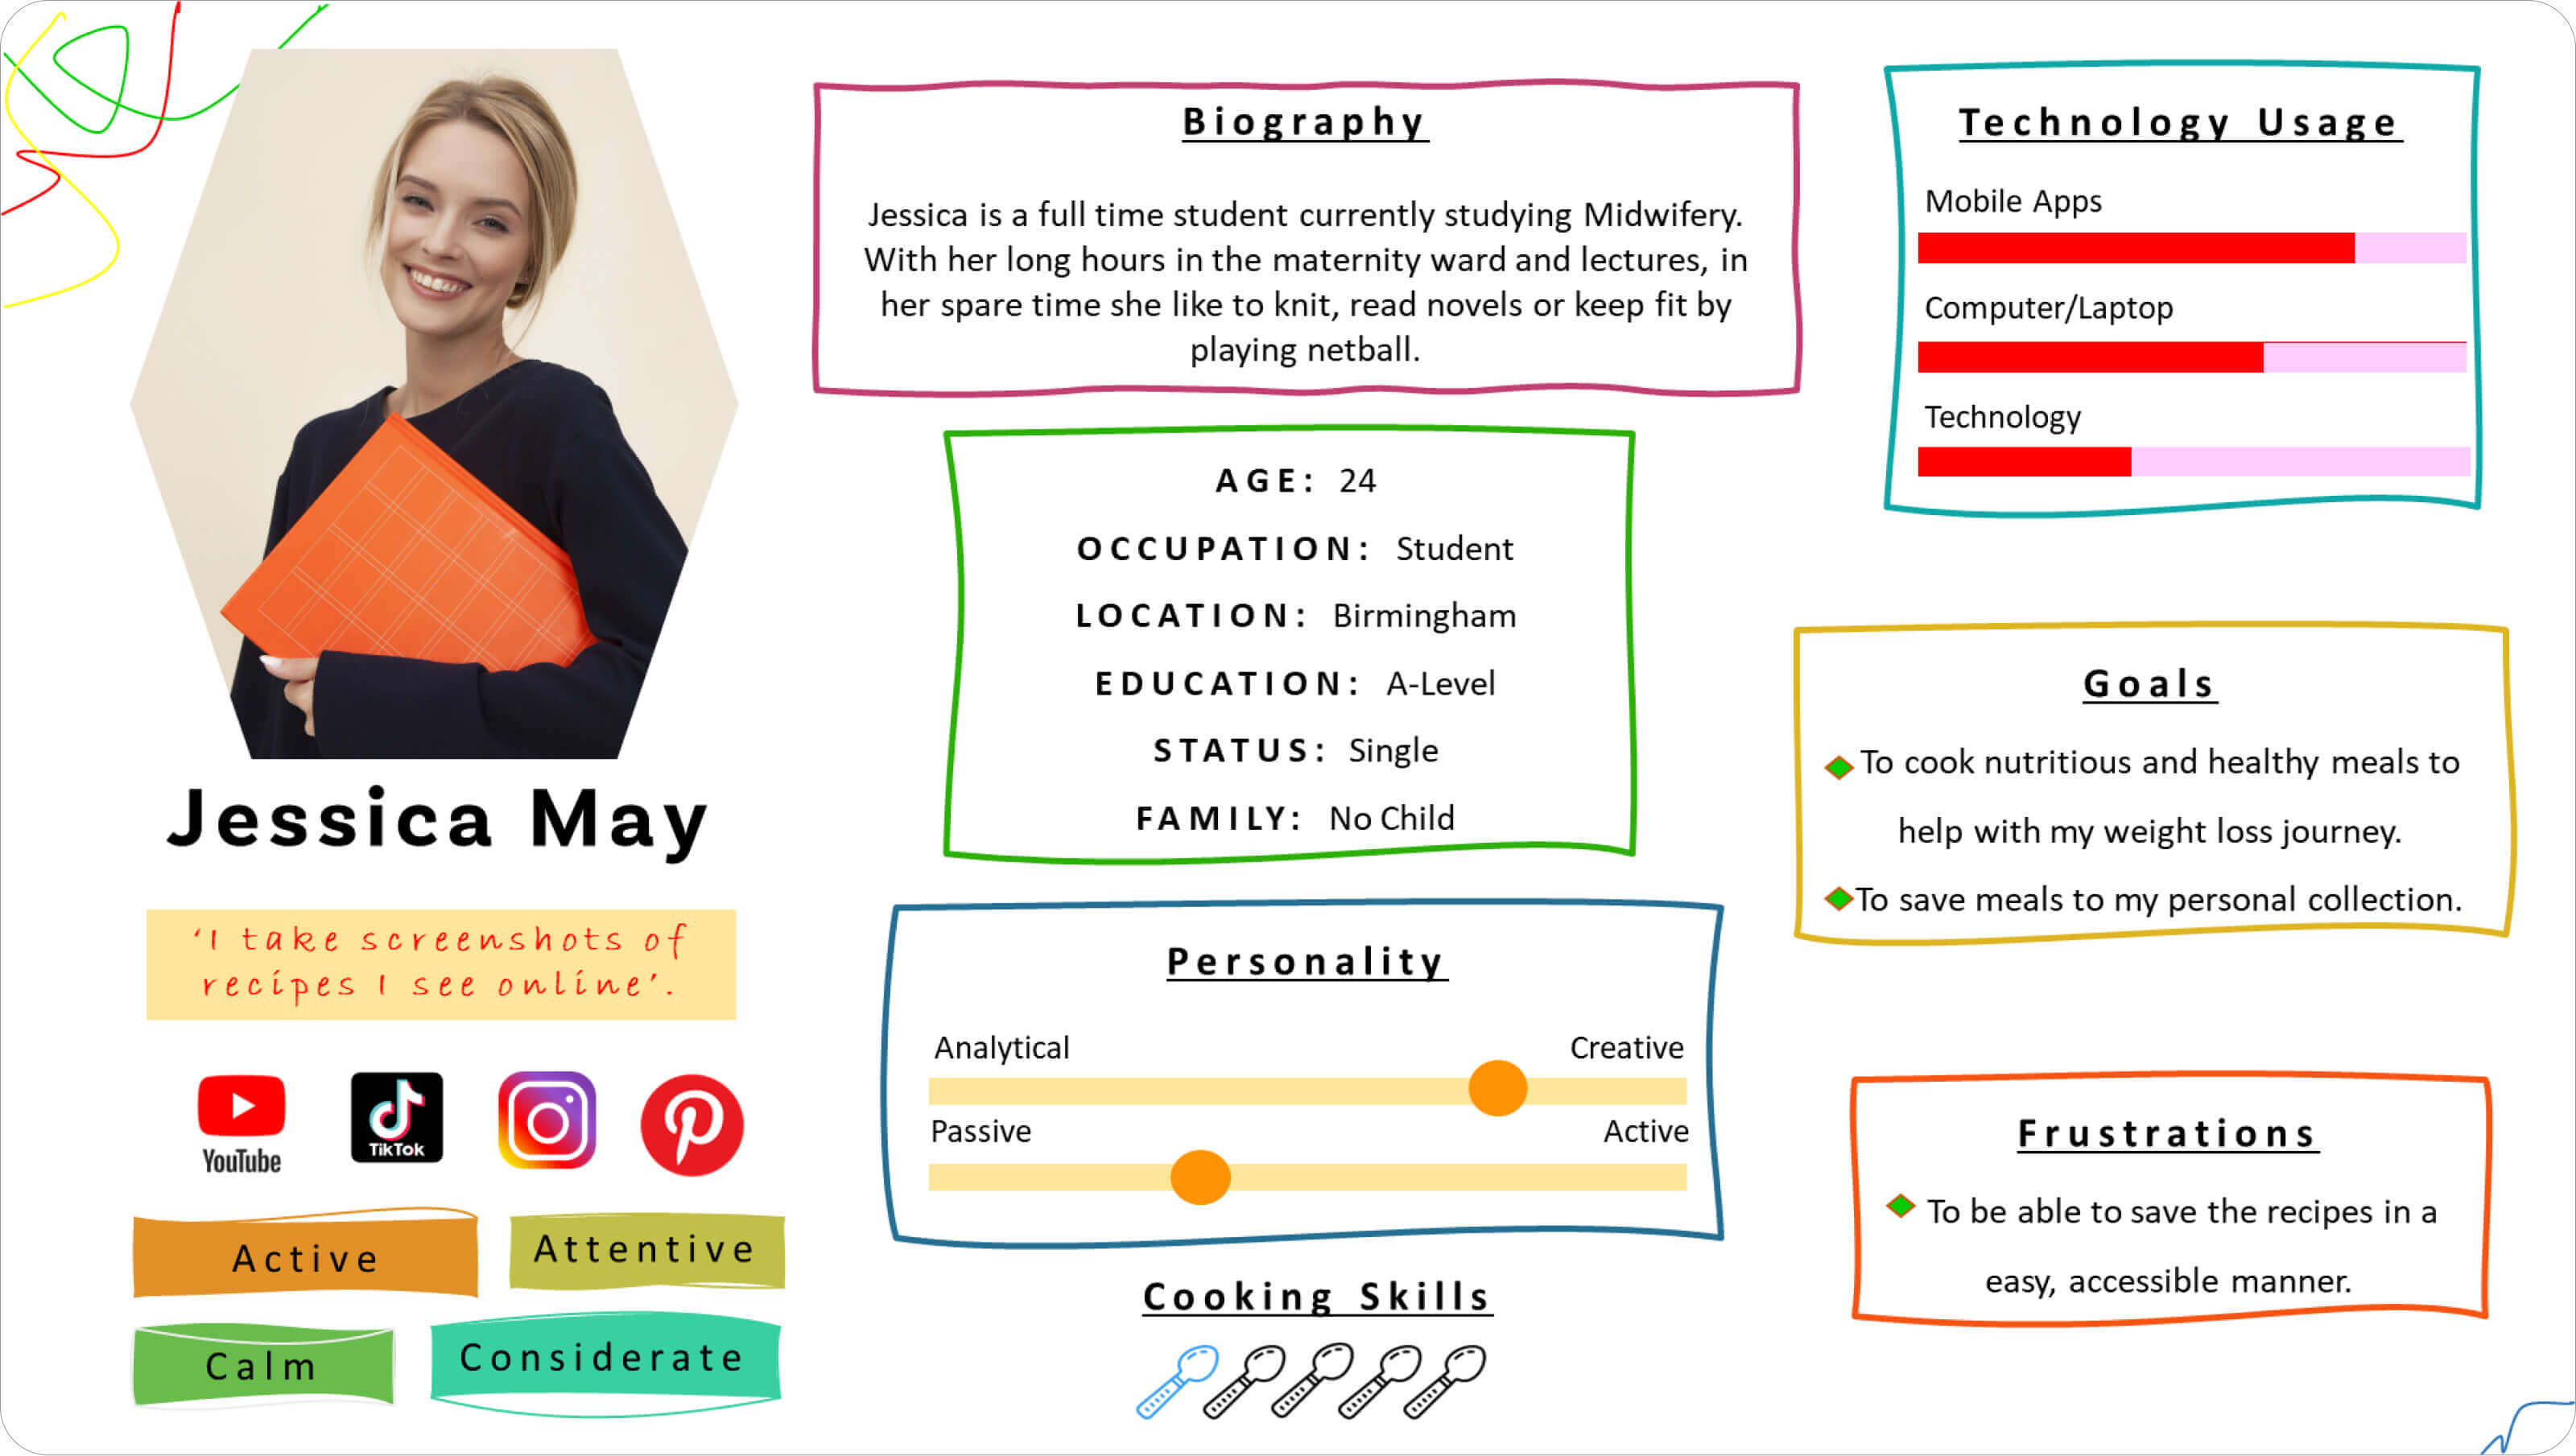 Jessica May
‘I take screenshots of
recipes I see online’.
YouTube
TikTok
Active
Attentive
Calm
Considerate
Biography
Jessica is a full time student currently studying Midwifery.
With her long hours in the maternity ward and lectures, in
her spare time she like to knit, read novels or keep fit by
playing netball.
AGE: 24
OCCUPATION: Student
LOCATION: Birmingham
EDUCATION: A-Level
STATUS: Single
FAMILY: No Child
Personality
Analytical Creative
Passive Active
Cooking Skills
Technology Usage
Mobile Apps
Computer/Laptop
Technology
Goals
To cook nutritious and healthy meals to
help with my weight loss journey.
To save meals to my personal collection.
Frustrations
To be able to save the recipes in a
easy, accessible manner.